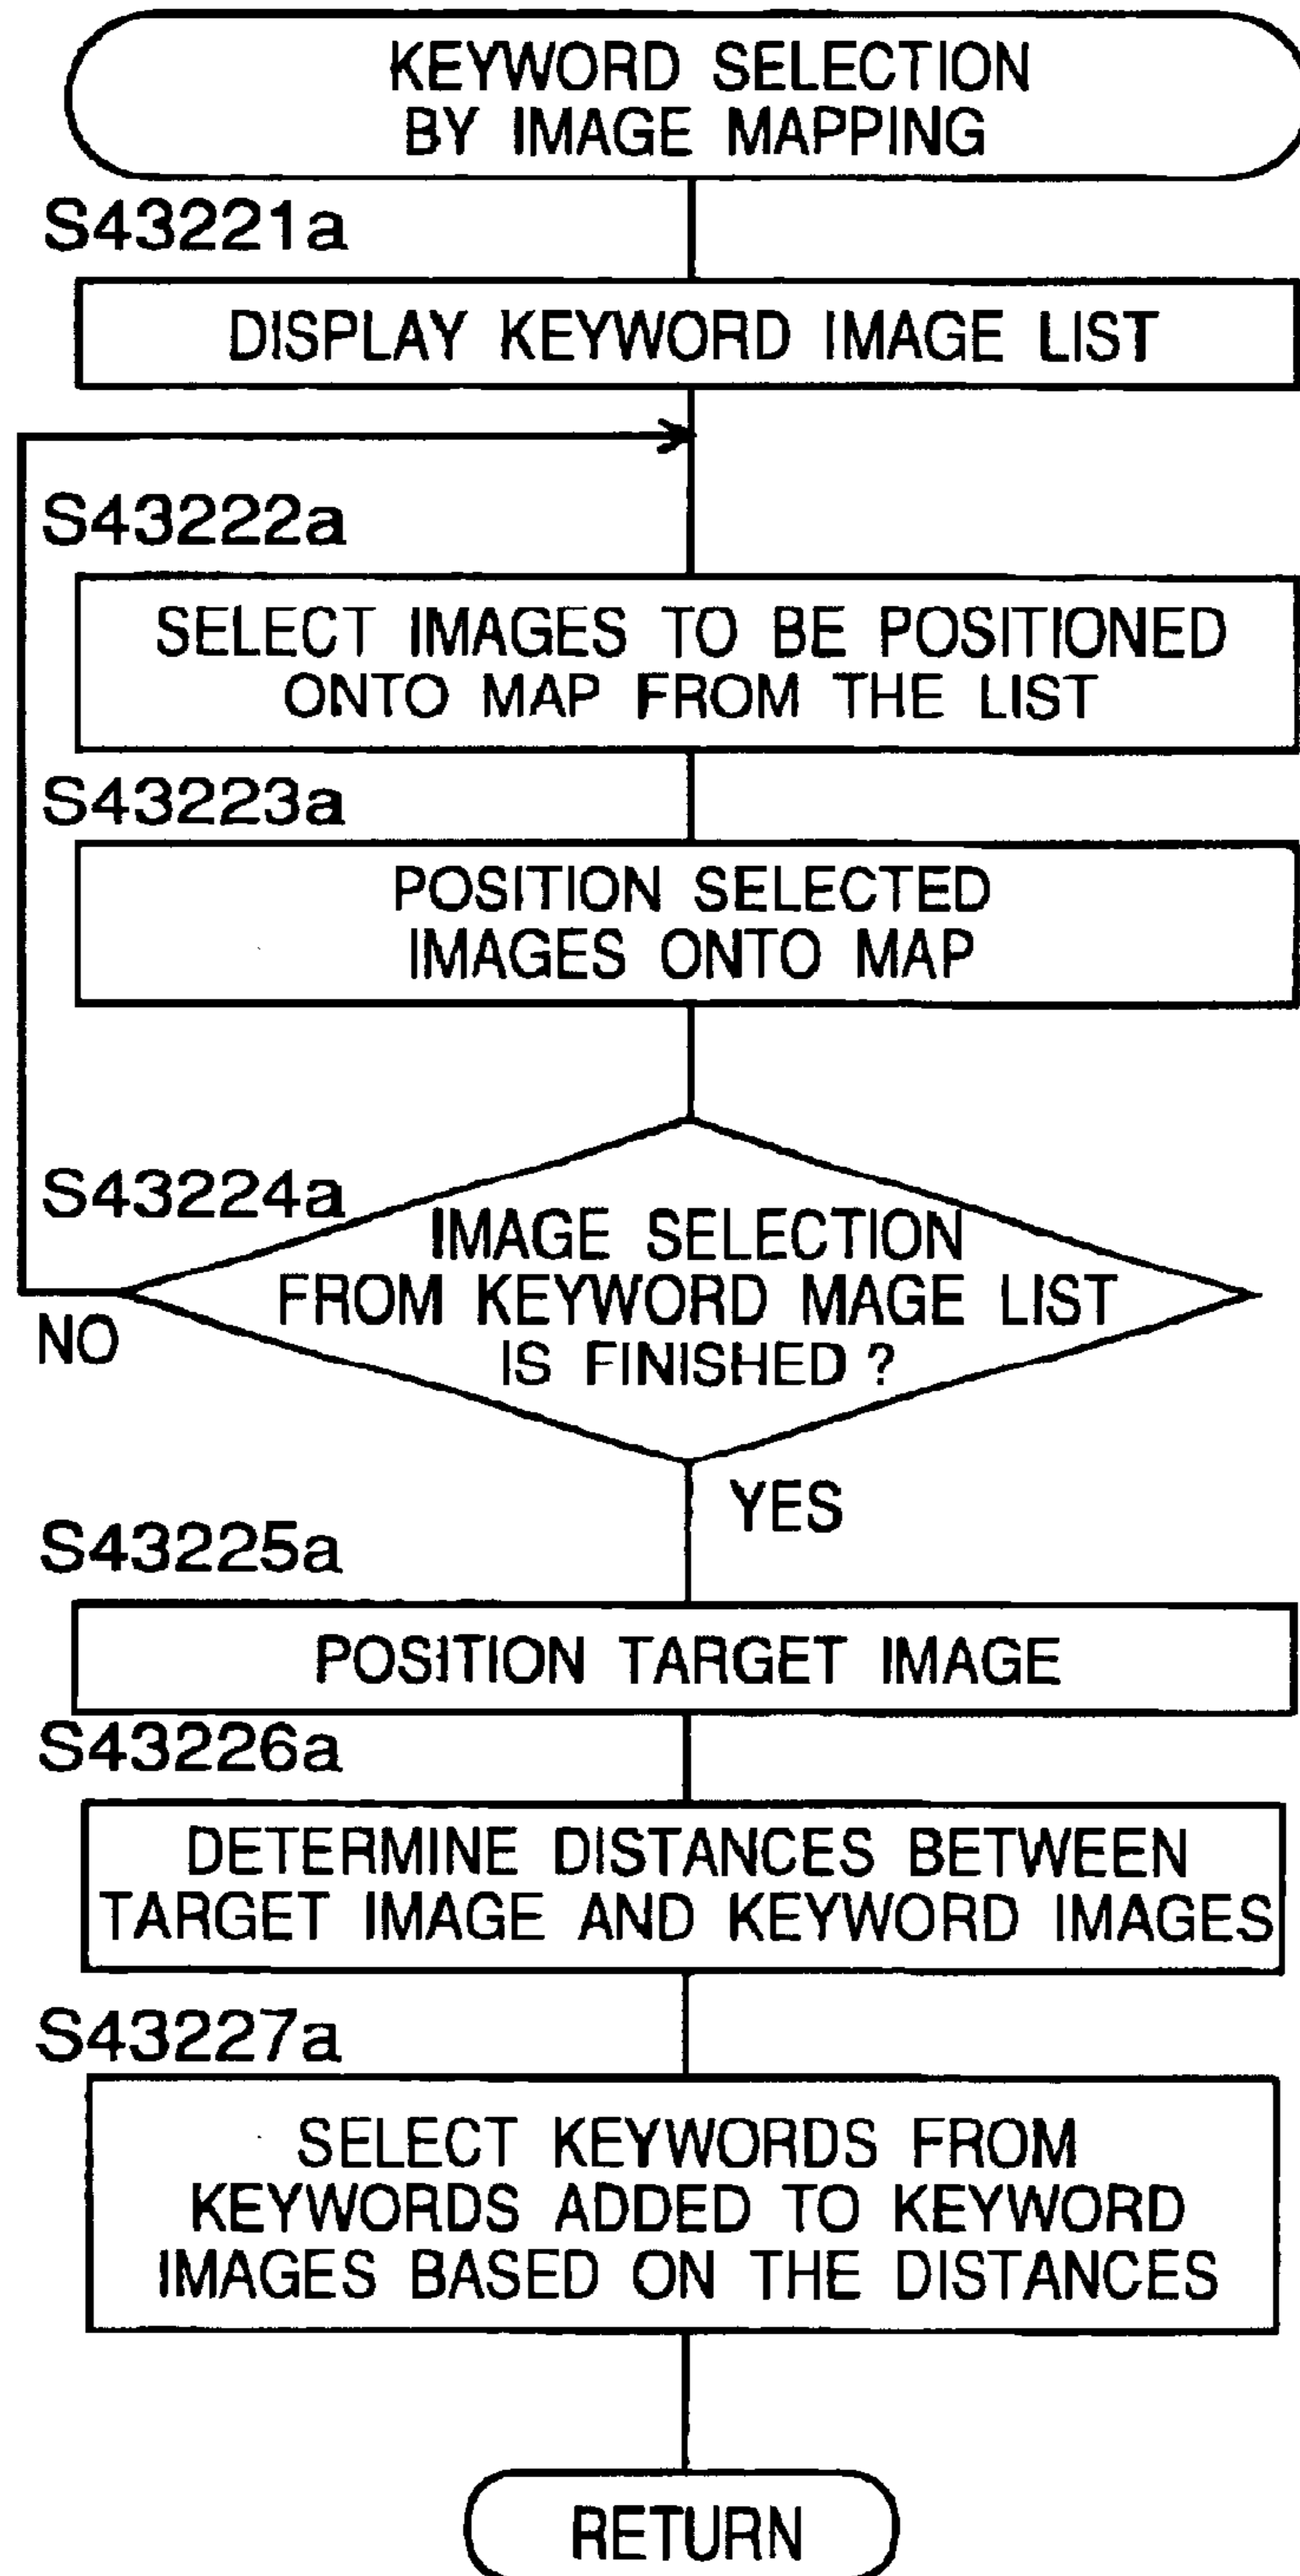 KEYWORD SELECTION
BY IMAGE MAPPING
S43221a
DISPLAY KEYWORD IMAGE LIST
S43222a
SELECT IMAGES TO BE POSITIONED
ONTO MAP FROM THE LIST
S43223a
POSITION SELECTED
IMAGES ONTO MAP
S43224a
IMAGE SELECTION
FROM KEYWORD MAGE LIST
IS FINISHED ?
NO
YES
S43225a
POSITION TARGET IMAGE
S43226a
DETERMINE DISTANCES BETWEEN
TARGET IMAGE AND KEYWORD IMAGES
S43227a
SELECT KEYWORDS FROM
KEYWORDS ADDED TO KEYWORD
IMAGES BASED ON THE DISTANCES
RETURN